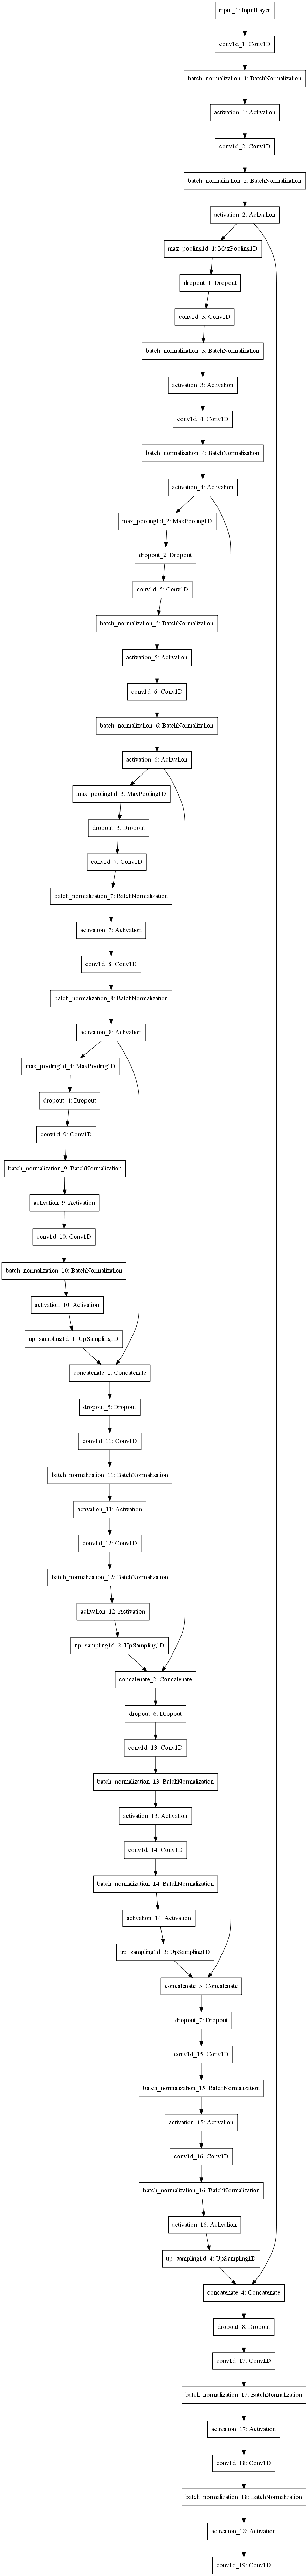 input_1: InputLayer
conv1d_1: Conv1D
batch_normalization_1: BatchNormalization
activation_1: Activation
conv1d_2: Conv1D
batch_normalization_2: BatchNormalization
activation_2: Activation
max_pooling1d_1: MaxPooling1D
dropout_1: Dropout
conv1d_3: Conv1D
batch_normalization_3: BatchNormalization
activation_3: Activation
conv1d_4: Conv1D
batch_normalization_4: BatchNormalization
activation_4: Activation
max_pooling1d_2: MaxPooling1D
dropout_2: Dropout
conv1d_5: Conv1D
batch_normalization_5: BatchNormalization
activation_5: Activation
conv1d_6: Conv1D
batch_normalization_6: BatchNormalization
activation_6: Activation
max_pooling1d_3: MaxPooling1D
dropout_3: Dropout
conv1d_7: Conv1D
batch_normalization_7: BatchNormalization
activation_7: Activation
conv1d_8: Conv1D
batch_normalization_8: BatchNormalization
activation_8: Activation
max_pooling1d_4: MaxPooling1D
dropout_4: Dropout
conv1d_9: Conv1D
batch_normalization_9: BatchNormalization
activation_9: Activation
conv1d_10: Conv1D
batch_normalization_10: BatchNormalization
activation_10: Activation
up_sampling1d_1: UpSampling1D
concatenate_1: Concatenate
dropout_5: Dropout
conv1d_11: Conv1D
batch_normalization_11: BatchNormalization
activation_11: Activation
conv1d_12: Conv1D
batch_normalization_12: BatchNormalization
activation_12: Activation
up_sampling1d_2: UpSampling1D
concatenate_2: Concatenate
dropout_6: Dropout
conv1d_13: Conv1D
batch_normalization_13: BatchNormalization
activation_13: Activation
conv1d_14: Conv1D
batch_normalization_14: BatchNormalization
activation_14: Activation
up_sampling1d_3: UpSampling1D
concatenate_3: Concatenate
dropout_7: Dropout
conv1d_15: Conv1D
batch_normalization_15: BatchNormalization
activation_15: Activation
conv1d_16: Conv1D
batch_normalization_16: BatchNormalization
activation_16: Activation
up_sampling1d_4: UpSampling1D
concatenate_4: Concatenate
dropout_8: Dropout
conv1d_17: Conv1D
batch_normalization_17: BatchNormalization
activation_17: Activation
conv1d_18: Conv1D
batch_normalization_18: BatchNormalization
activation_18: Activation
conv1d_19: Conv1D